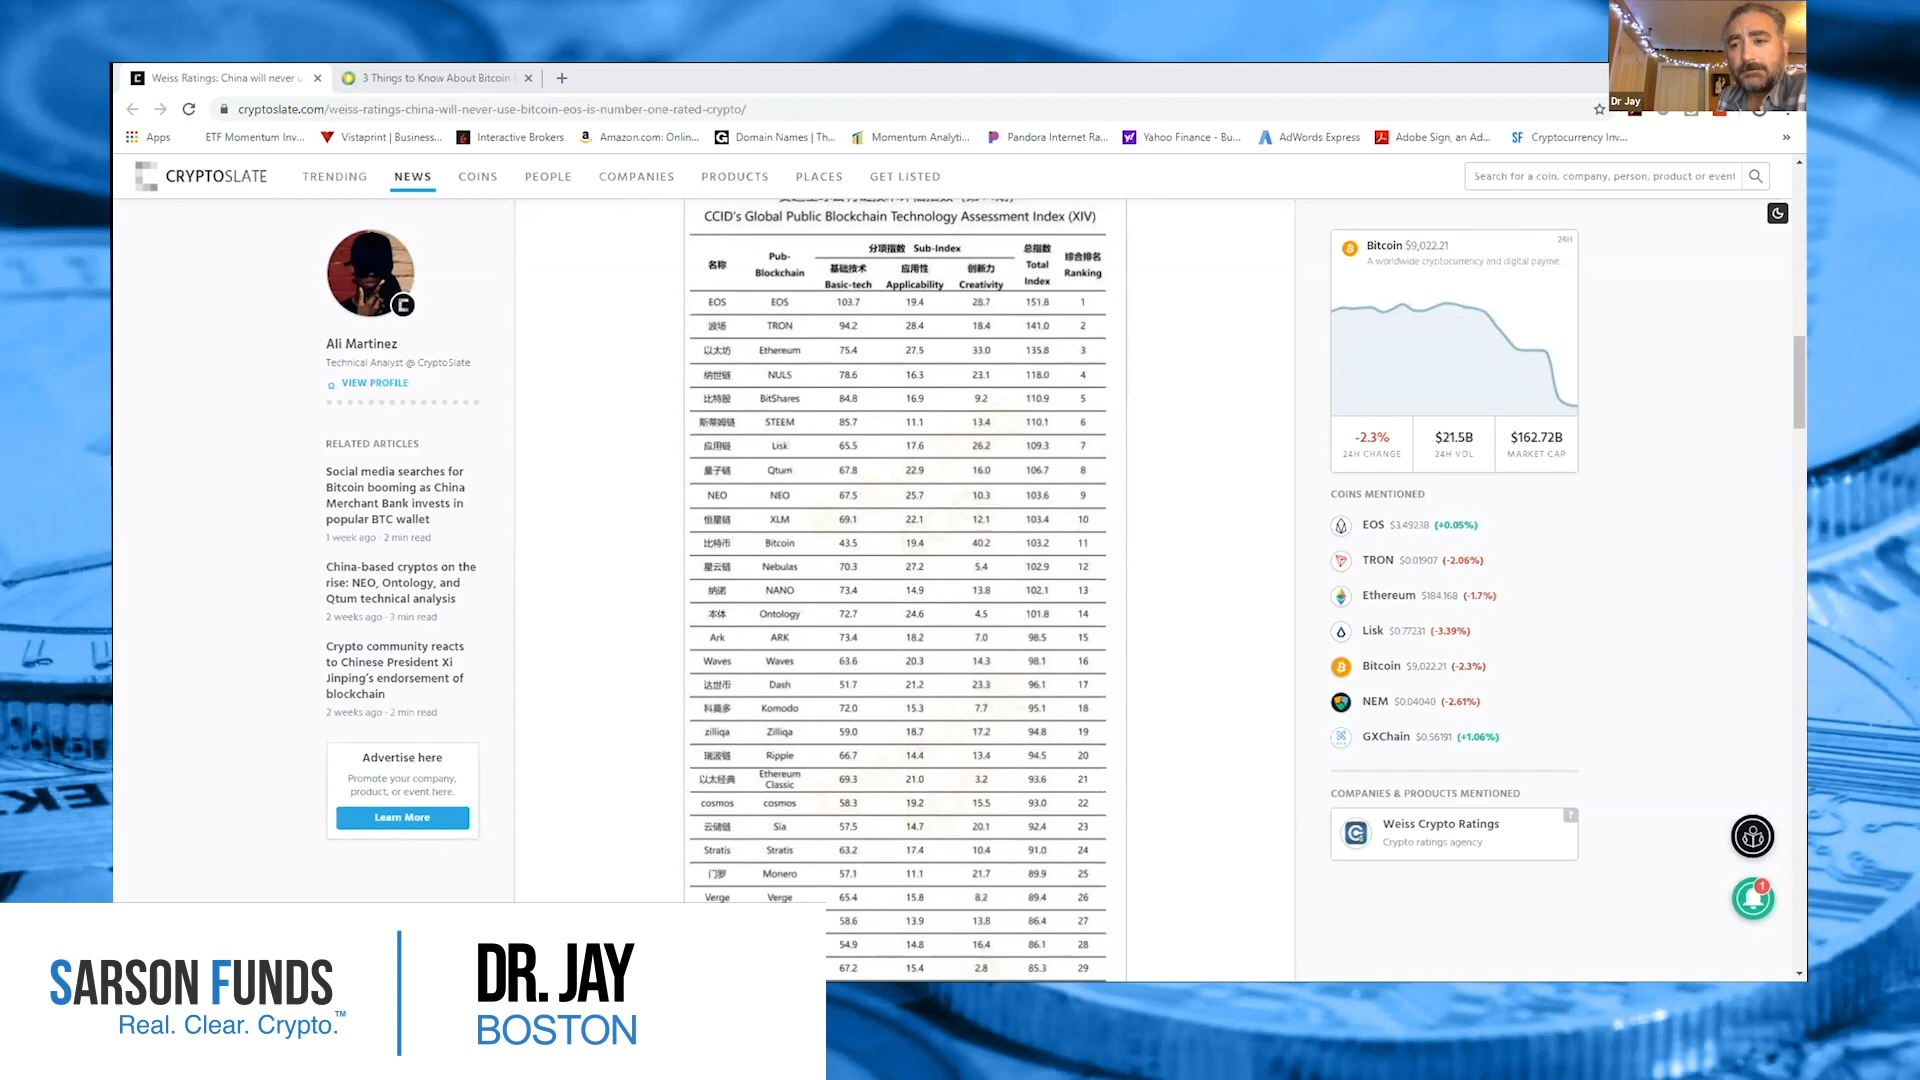 Weiss Ratings: China will never u
3 Things to Know About Bitcoin
cryptoslate.com/weiss-ratings-china-will-never-use-bitcoin-eos-is-number-one-rated-crypto/
Dr Jay
Apps
ETF Momentum Inv...
Vistaprint | Business...
Interactive Brokers
Amazon.com: Onlin...
Domain Names | Th...
Momentum Analyti...
Pandora Internet Ra...
Yahoo Finance - Bu...
AdWords Express
Adobe Sign, an Ad...
Cryptocurrency Inv...
CRYPTOSLATE
TRENDING
NEWS
COINS
PEOPLE
COMPANIES
PRODUCTS
PLACES
GET LISTED
Search for a coin, company, person, product or event
Ali Martinez
Technical Analyst @ CryptoSlate
VIEW PROFILE
RELATED ARTICLES
Social media searches for
Bitcoin booming as China
Merchant Bank invests in
popular BTC wallet
1 week ago · 2 min read
China-based cryptos on the
rise: NEO, Ontology, and
Qtum technical analysis
2 weeks ago · 3 min read
Crypto community reacts
to Chinese President Xi
Jinping's endorsement of
blockchain
2 weeks ago · 2 min read
Advertise here
Promote your company,
product, or event here.
Learn More
CCID's Global Public Blockchain Technology Assessment Index (XIV)
名称 Pub-Blockchain 分项指数 Sub-Index 总指数 Total Index 综合排名 Ranking
基础技术 Basic-tech 应用性 Applicability 创新力 Creativity
EOS EOS 103.7 19.4 28.7 151.8 1
波场 TRON 94.2 28.4 18.4 141.0 2
以太坊 Ethereum 75.4 27.5 33.0 135.8 3
纳世链 NULS 78.6 16.3 23.1 118.0 4
比特股 BitShares 84.8 16.9 9.2 110.9 5
斯蒂姆链 STEEM 85.7 11.1 13.4 110.1 6
应用链 Lisk 65.5 17.6 26.2 109.3 7
量子链 Qtum 67.8 22.9 16.0 106.7 8
NEO NEO 67.5 25.7 10.3 103.6 9
恒星链 XLM 69.1 22.1 12.1 103.4 10
比特币 Bitcoin 43.5 19.4 40.2 103.2 11
星云链 Nebulas 70.3 27.2 5.4 102.9 12
纳诺 NANO 73.4 14.9 13.8 102.1 13
本体 Ontology 72.7 24.6 4.5 101.8 14
Ark ARK 73.4 18.2 7.0 98.5 15
Waves Waves 63.6 20.3 14.3 98.1 16
达世币 Dash 51.7 21.2 23.3 96.1 17
科莫多 Komodo 72.0 15.3 7.7 95.1 18
zilliqa Zilliqa 59.0 18.7 17.2 94.8 19
瑞波链 Ripple 66.7 14.4 13.4 94.5 20
以太经典 Ethereum Classic 69.3 21.0 3.2 93.6 21
cosmos cosmos 58.3 19.2 15.5 93.0 22
云储链 Sia 57.5 14.7 20.1 92.4 23
Stratis Stratis 63.2 17.4 10.4 91.0 24
门罗 Monero 57.1 11.1 21.7 89.9 25
Verge Verge 65.4 15.8 8.2 89.4 26
58.6 13.9 13.8 86.4 27
54.9 14.8 16.4 86.1 28
67.2 15.4 2.8 85.3 29
Bitcoin $9,022.21
24H
A worldwide cryptocurrency and digital payme...
-2.3% $21.5B $162.72B
24H CHANGE 24H VOL MARKET CAP
COINS MENTIONED
EOS $3.49238 (+0.05%)
TRON $0.01907 (-2.06%)
Ethereum $184.168 (-1.7%)
Lisk $0.77231 (-3.39%)
Bitcoin $9,022.21 (-2.3%)
NEM $0.04040 (-2.61%)
GXChain $0.56191 (+1.06%)
COMPANIES & PRODUCTS MENTIONED
Weiss Crypto Ratings
?
Crypto ratings agency
1
SARSON FUNDS
Real. Clear. Crypto.™
DR. JAY
BOSTON